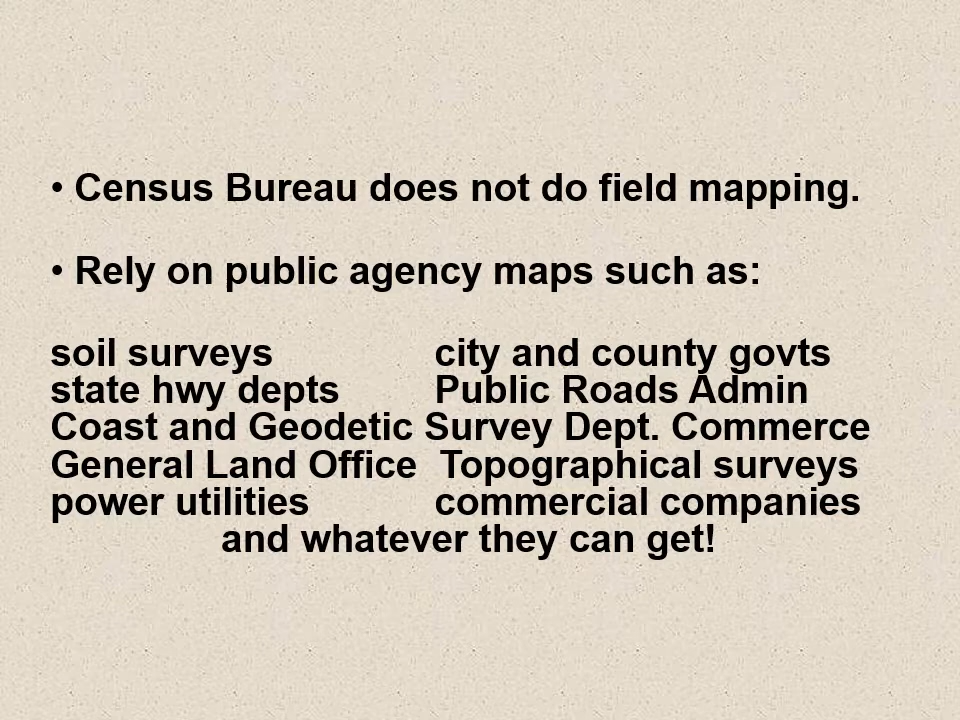 • Census Bureau does not do field mapping.
• Rely on public agency maps such as:
soil surveys city and county govts
state hwy depts Public Roads Admin
Coast and Geodetic Survey Dept. Commerce
General Land Office Topographical surveys
power utilities commercial companies
and whatever they can get!